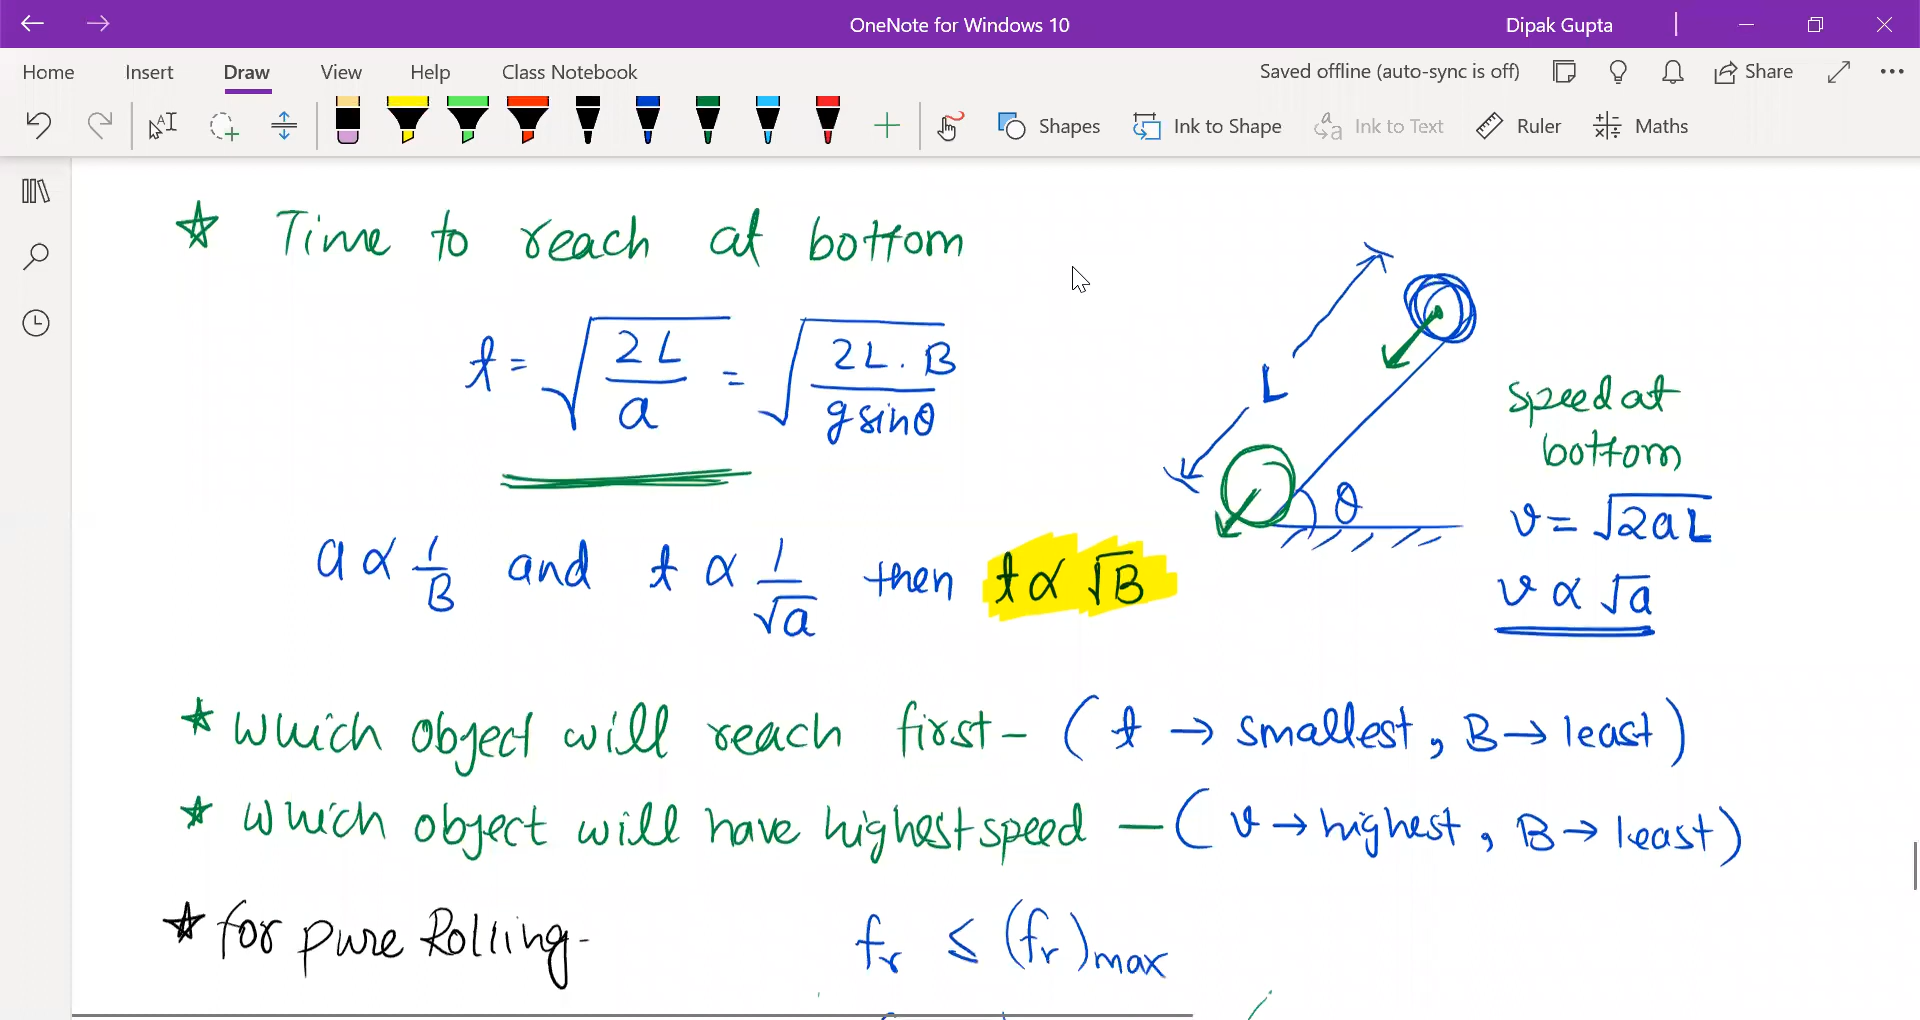 OneNote for Windows 10
Dipak Gupta
Home Insert Draw View Help Class Notebook
Saved offline (auto-sync is off) Share
Shapes Ink to Shape Ink to Text Ruler Maths
☆ Time to reach at bottom
t = √(2L/a) = √(2L.B/g sinθ)
L
θ
speed at
bottom
v = √2aL
v ∝ √a
a ∝ 1/B and t ∝ 1/√a then t ∝ √B
* which object will reach first - (t → smallest, B → least)
* which object will have highest speed - (v → highest, B → least)
* for pure Rolling - fr ≤ (fr)max